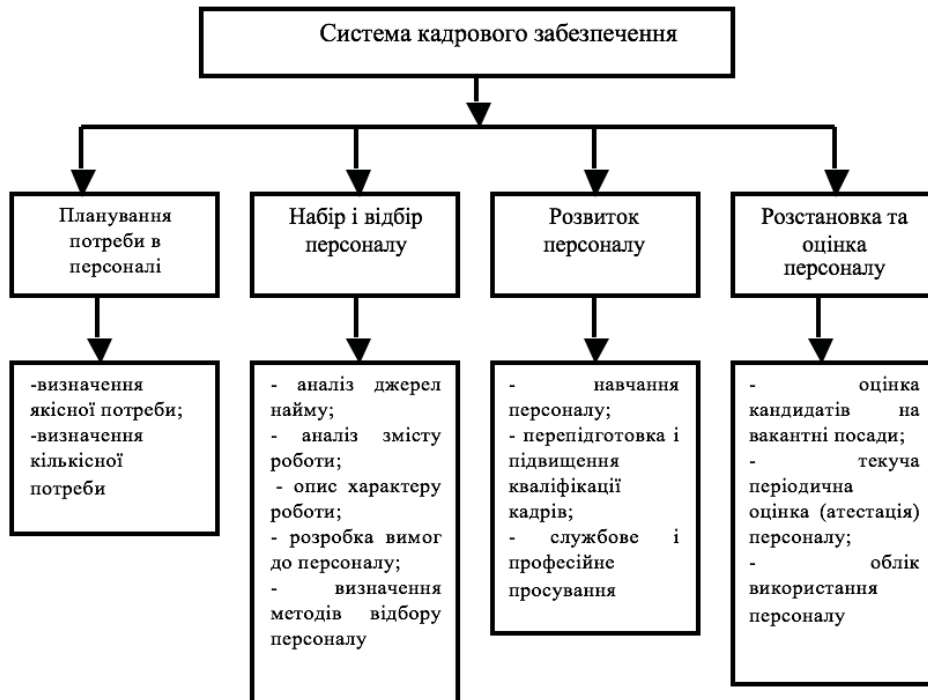 Система кадрового забезпечення
Планування
потреби в
персоналі
Набір і відбір
персоналу
Розвиток
персоналу
Розстановка та
оцінка
персоналу
-визначення
якісної потреби;
-визначення
кількісної
потреби
- аналіз джерел
найму;
- аналіз змісту
роботи;
- опис характеру
роботи;
- розробка вимог
до персоналу;
- визначення
методів відбору
персоналу
- навчання
персоналу;
- перепідготовка і
підвищення
кваліфікації
кадрів;
- службове і
професійне
просування
- оцінка
кандидатів на
вакантні посади;
- текуча
періодична
оцінка (атестація)
персоналу;
- облік
використання
персоналу